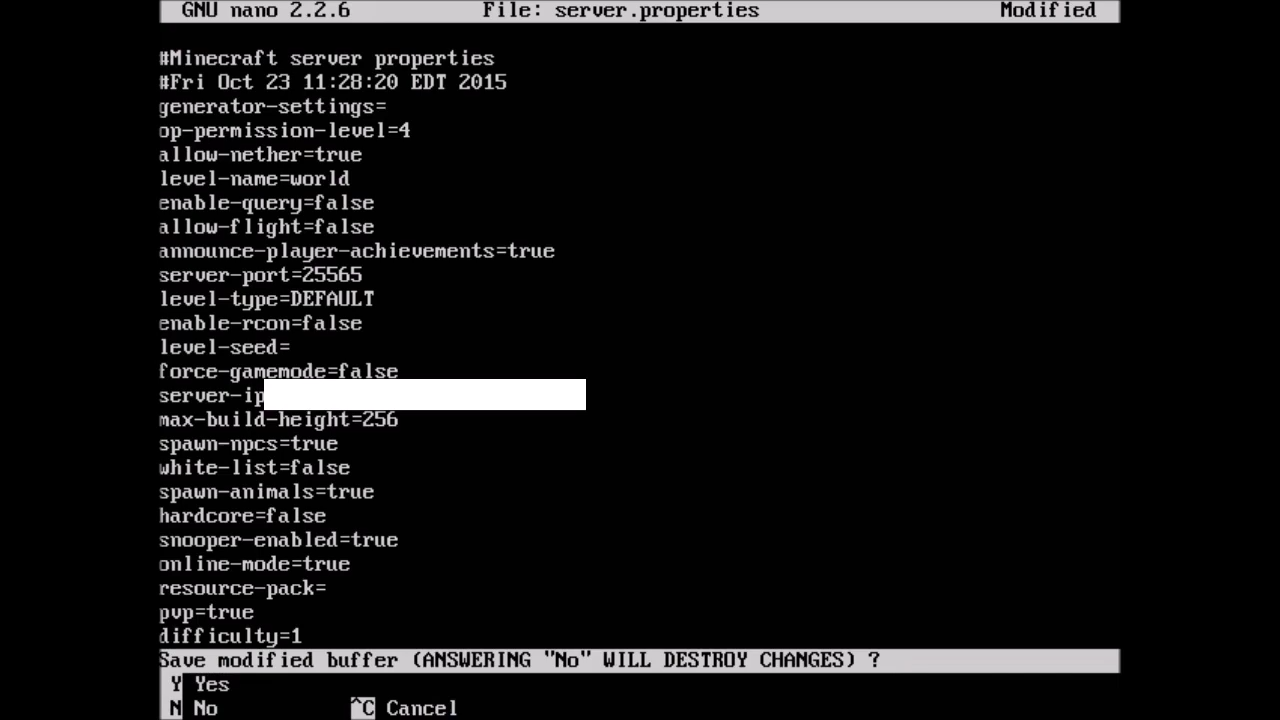 GNU nano 2.2.6 File: server.properties Modified
#Minecraft server properties
#Fri Oct 23 11:28:20 EDT 2015
generator-settings=
op-permission-level=4
allow-nether=true
level-name=world
enable-query=false
allow-flight=false
announce-player-achievements=true
server-port=25565
level-type=DEFAULT
enable-rcon=false
level-seed=
force-gamemode=false
server-ip
max-build-height=256
spawn-npcs=true
white-list=false
spawn-animals=true
hardcore=false
snooper-enabled=true
online-mode=true
resource-pack=
pvp=true
difficulty=1
Save modified buffer (ANSWERING "No" WILL DESTROY CHANGES) ?
Y Yes
N No ^C Cancel